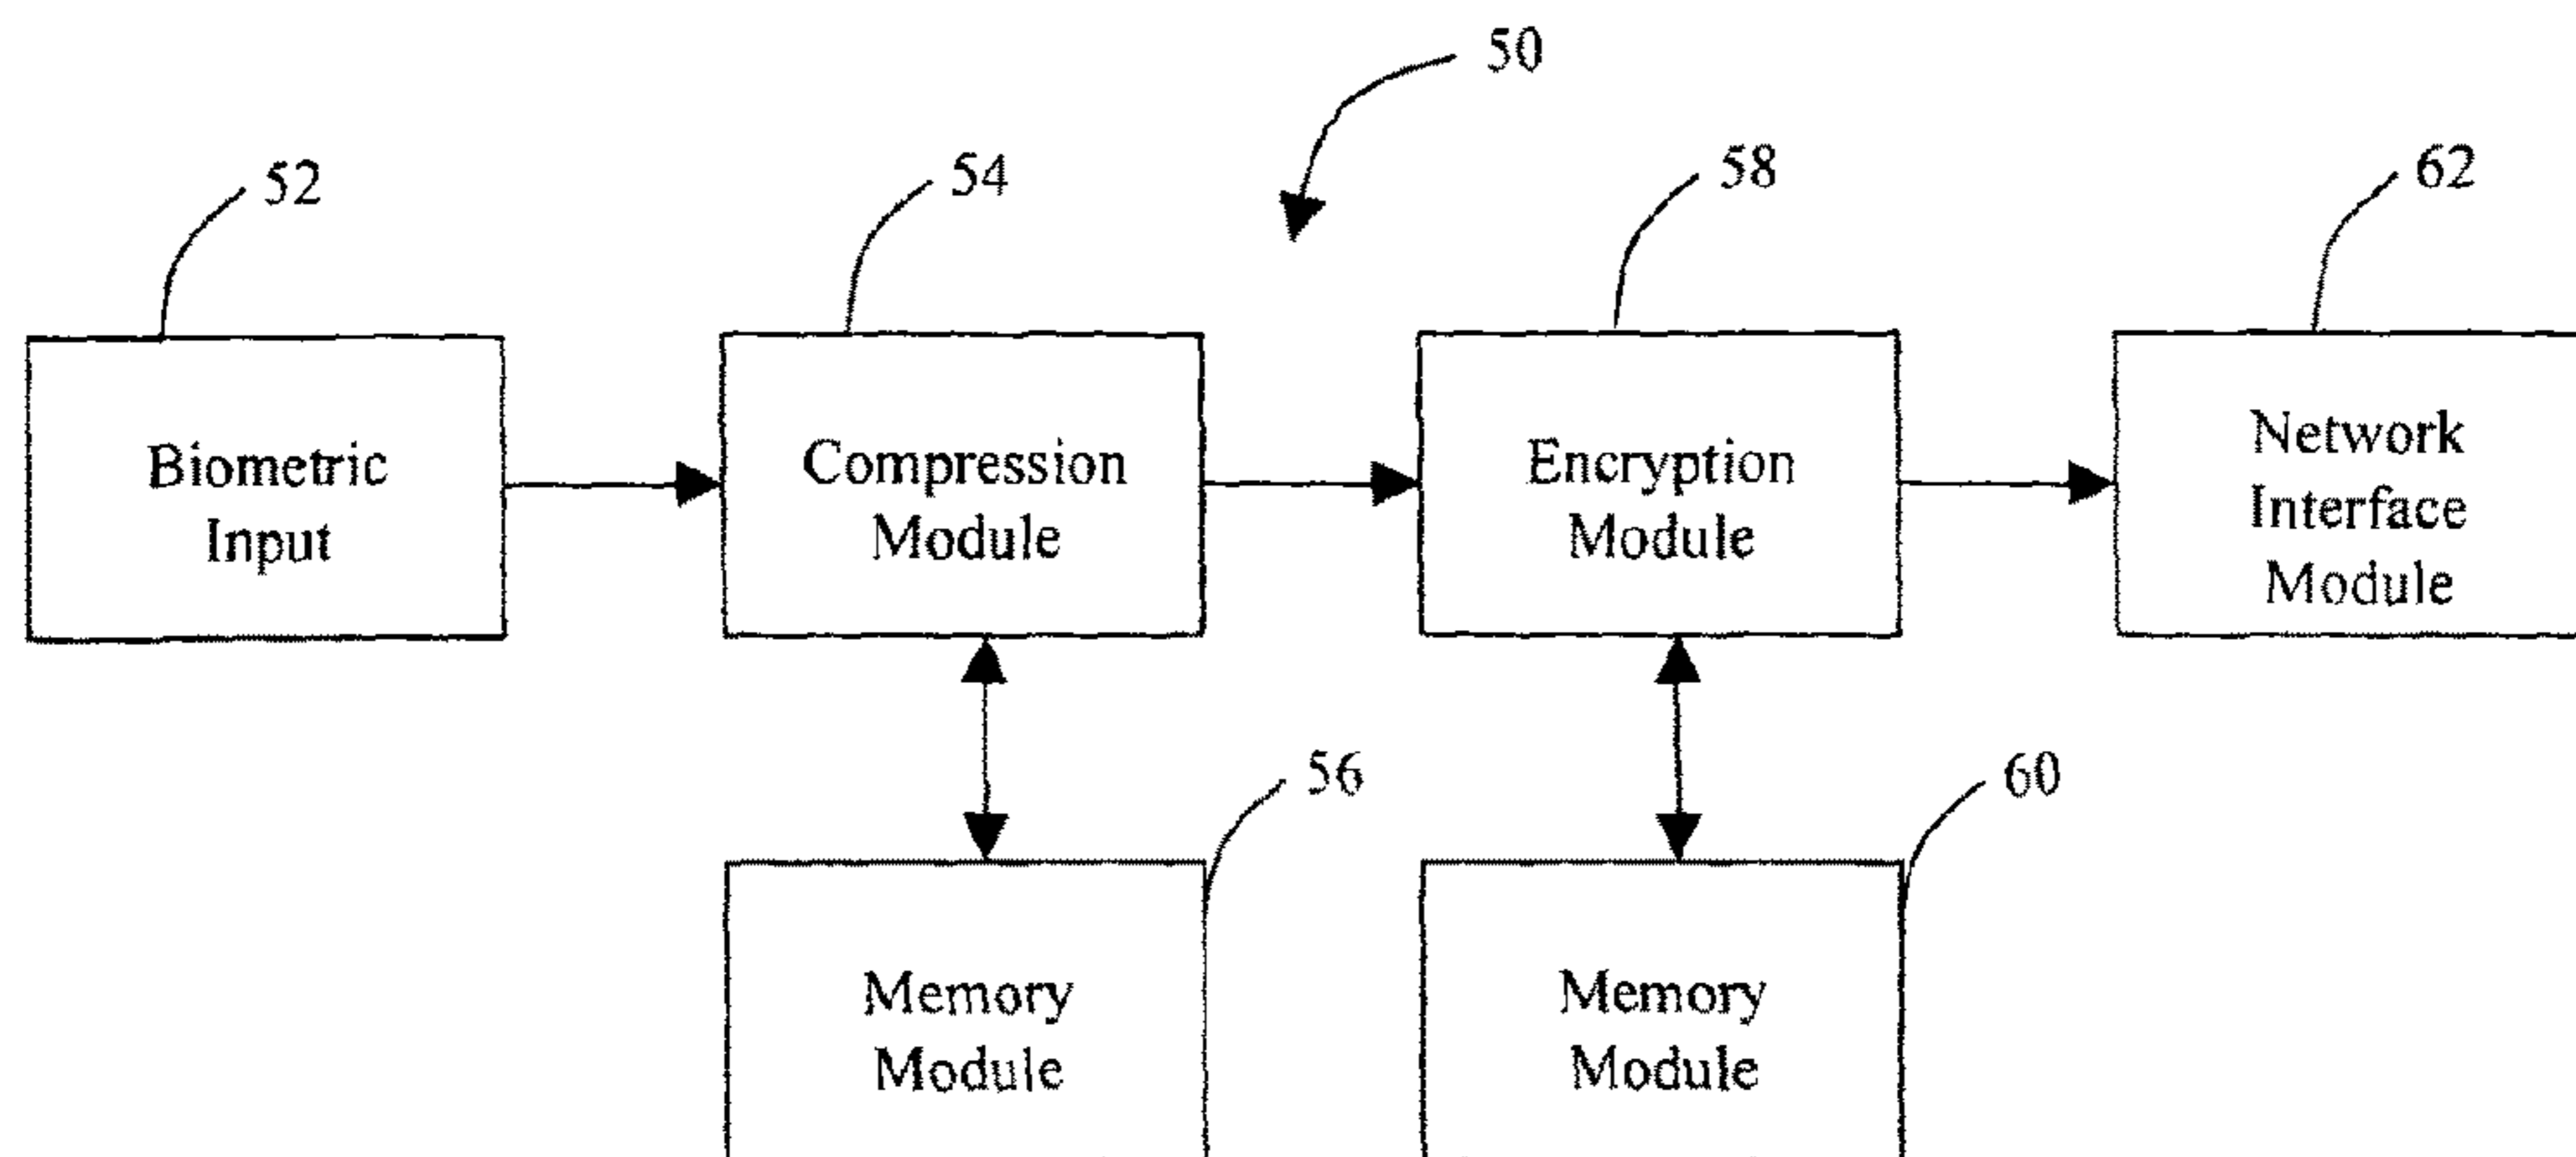 50
52
54
58
62
Biometric
Input
Compression
Module
Encryption
Module
Network
Interface
Module
56
60
Memory
Module
Memory
Module